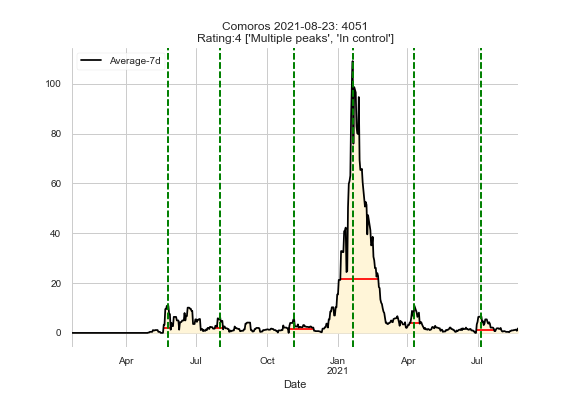 Comoros 2021-08-23: 4051
Rating:4 ['Multiple peaks', 'In control']
Average-7d
100
80
60
40
20
0
Apr Jul Oct Jan Apr Jul
2021
Date